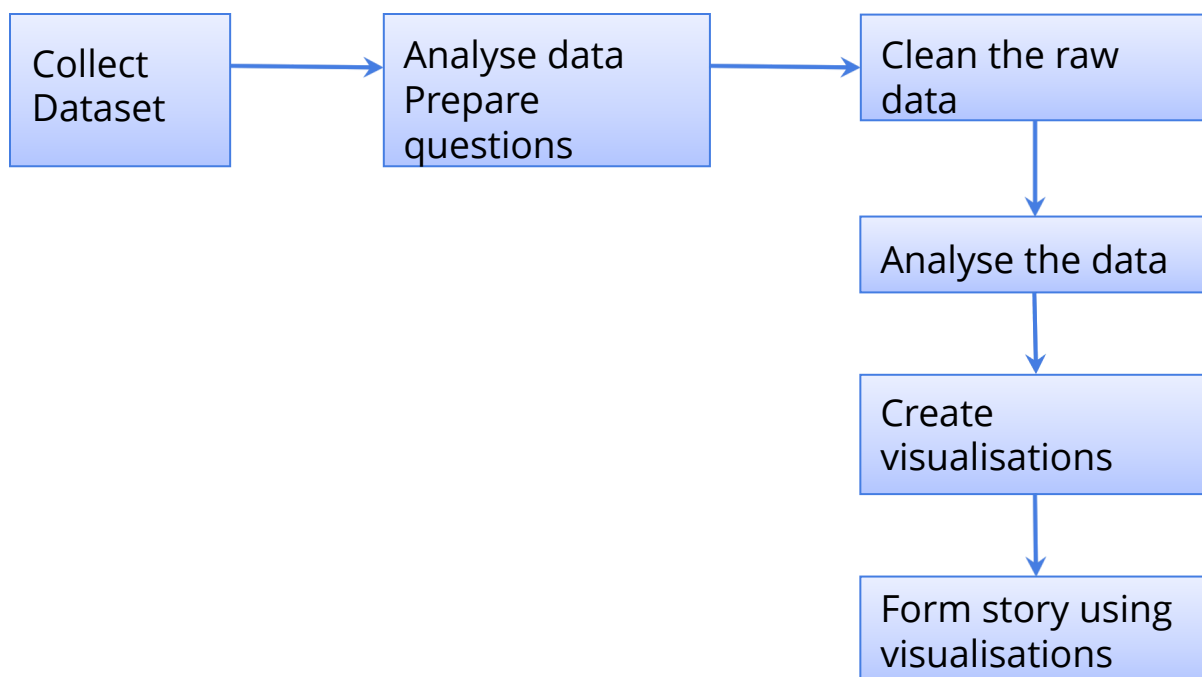 Collect
Dataset
Analyse data
Prepare
questions
Clean the raw
data
Analyse the data
Create
visualisations
Form story using
visualisations